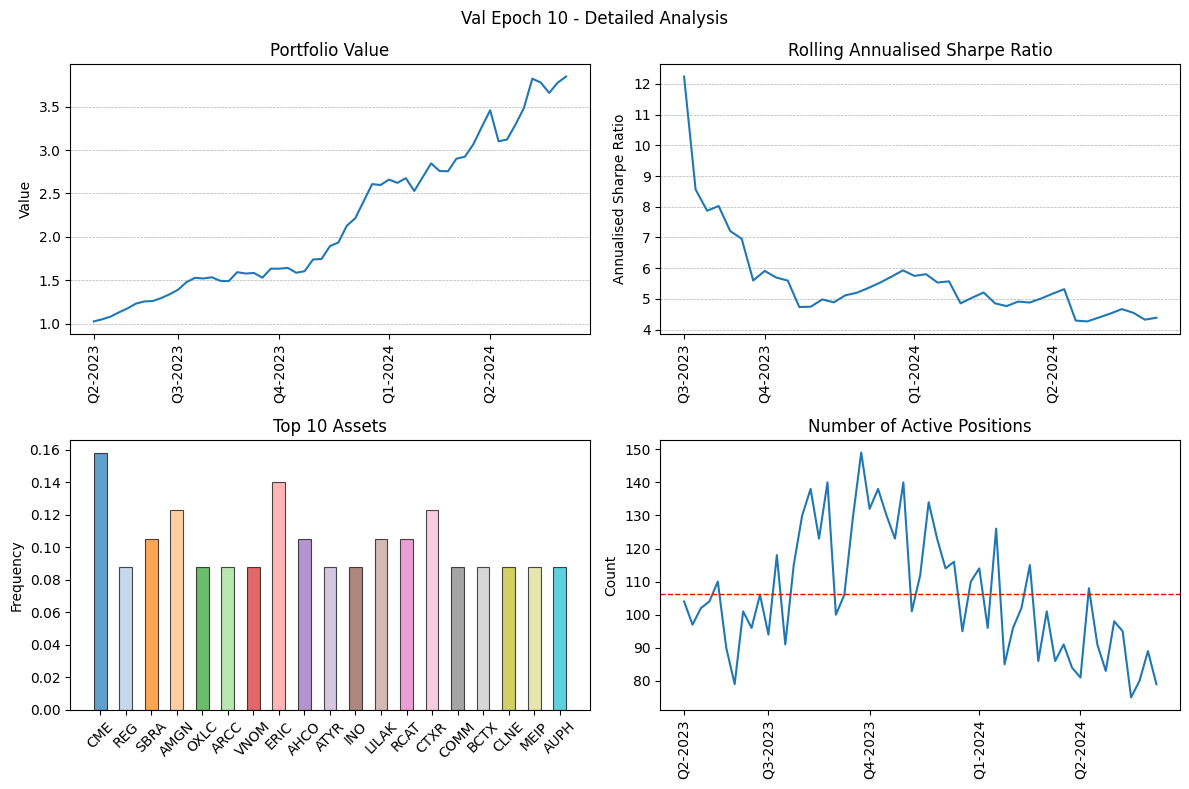 Val Epoch 10 - Detailed Analysis
Portfolio Value
Value
3.5
3.0
2.5
2.0
1.5
1.0
Q2-2023
Q3-2023
Q4-2023
Q1-2024
Q2-2024
Rolling Annualised Sharpe Ratio
Annualised Sharpe Ratio
12
11
10
9
8
7
6
5
4
Q3-2023
Q4-2023
Q1-2024
Q2-2024
Top 10 Assets
Frequency
0.16
0.14
0.12
0.10
0.08
0.06
0.04
0.02
0.00
CME
REG
SBRA
AMGN
OXLC
ARCC
VNOM
ERIC
AHCO
ATYR
INO
LILAK
RCAT
CTXR
COMM
BCTX
CLNE
MEIP
AUPH
Number of Active Positions
Count
150
140
130
120
110
100
90
80
Q2-2023
Q3-2023
Q4-2023
Q1-2024
Q2-2024